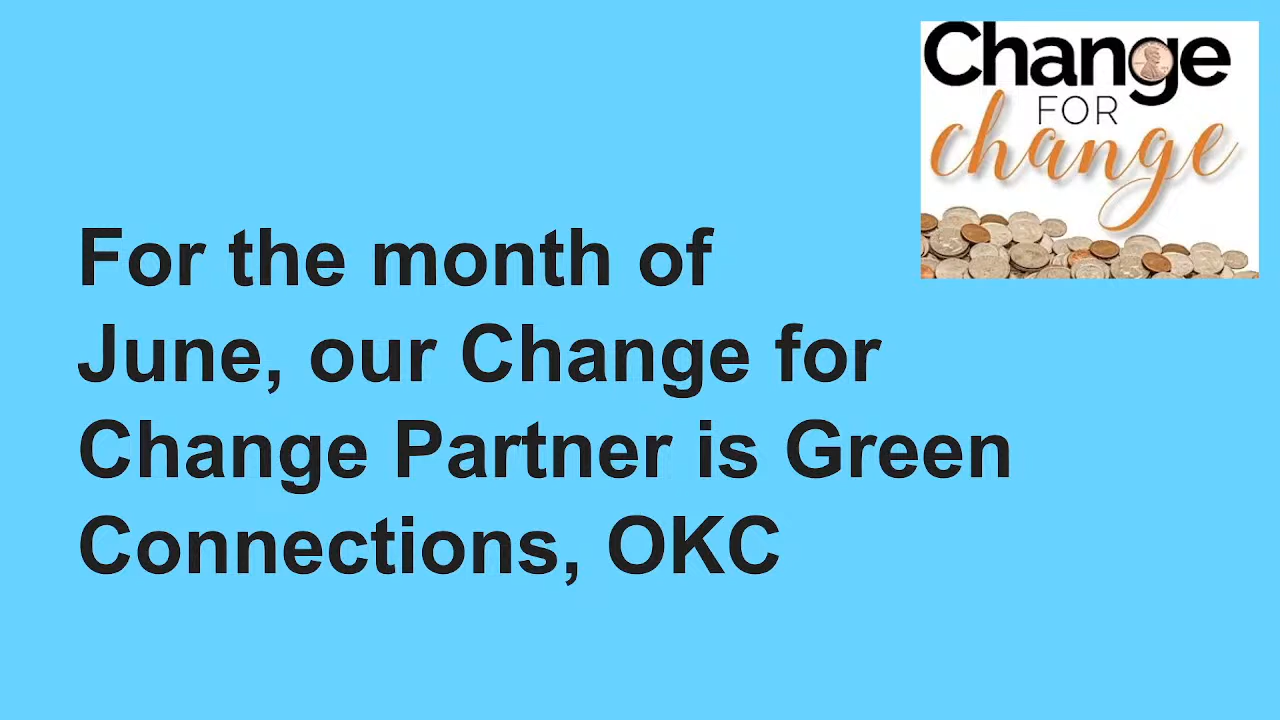 Change
FOR
change
For the month of
June, our Change for
Change Partner is Green
Connections, OKC